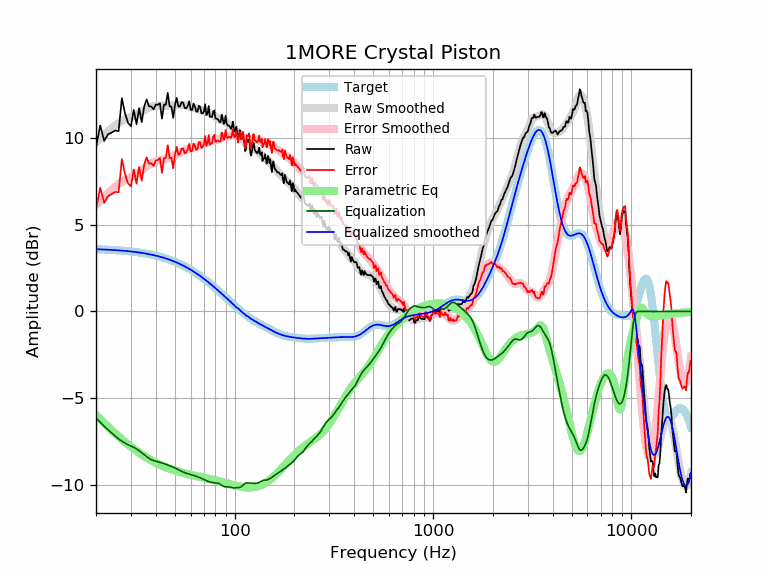 1MORE Crystal Piston
Target
Raw Smoothed
Error Smoothed
Raw
Error
Parametric Eq
Equalization
Equalized smoothed
Amplitude (dBr)
10
5
0
−5
−10
100
1000
10000
Frequency (Hz)